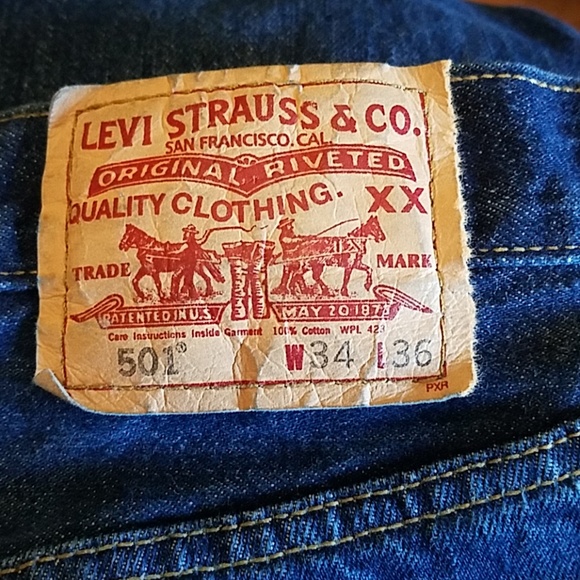 LEVI STRAUSS & CO.
SAN FRANCISCO, CAL
ORIGINAL RIVETED
QUALITY CLOTHING. XX
TRADE MARK
PATENTED IN U.S. MAY 20 1873
Care Instructions Inside Garment 100% Cotton WPL 423
501® W34 L36
PXR